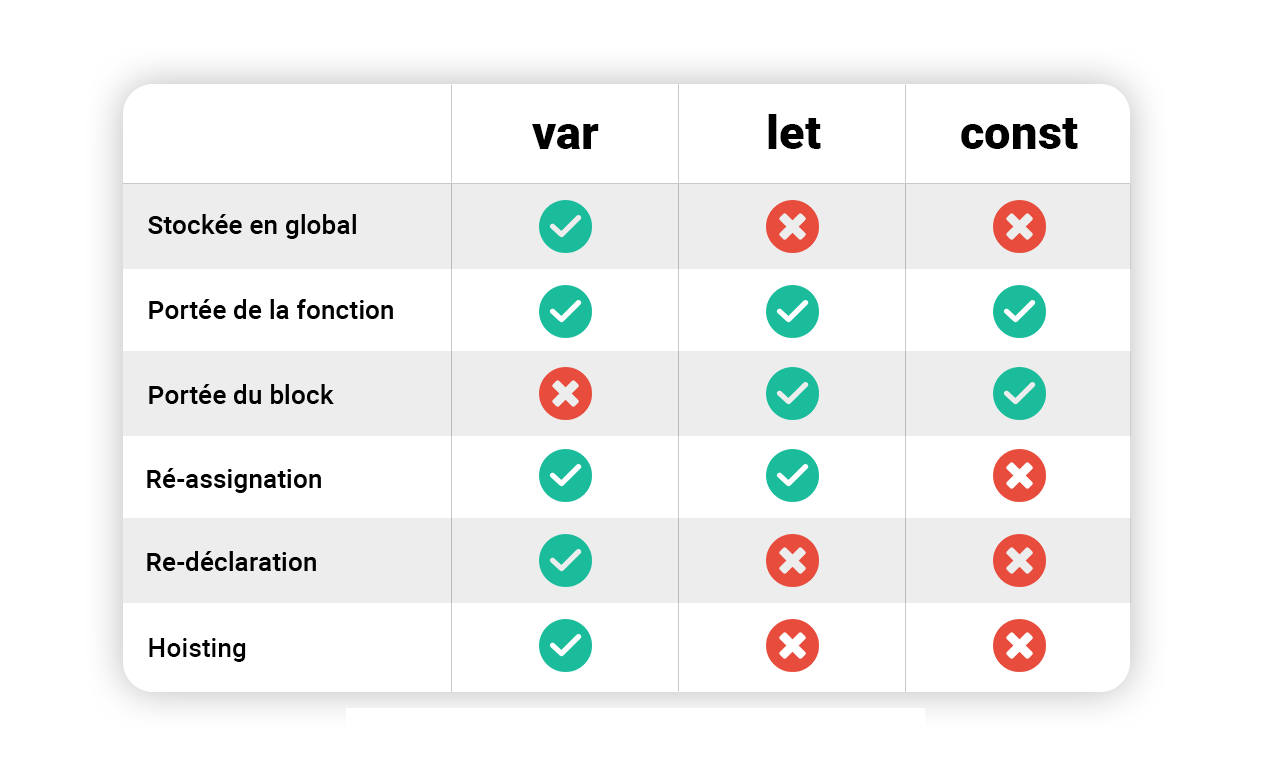 var let const
Stockée en global
Portée de la fonction
Portée du block
Ré-assignation
Re-déclaration
Hoisting